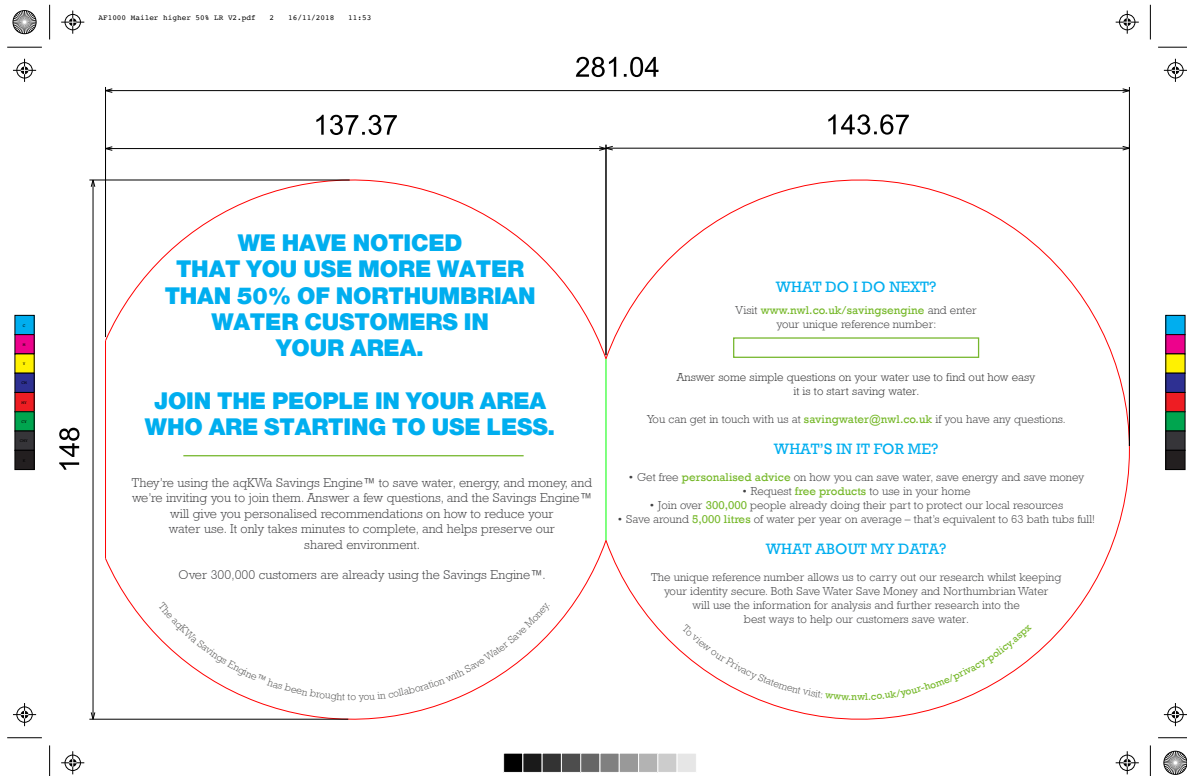 AF1000 Mailer higher 50% LR V2.pdf 2 16/11/2018 11:53
281.04
137.37
143.67
148
WE HAVE NOTICED
THAT YOU USE MORE WATER
THAN 50% OF NORTHUMBRIAN
WATER CUSTOMERS IN
YOUR AREA.
JOIN THE PEOPLE IN YOUR AREA
WHO ARE STARTING TO USE LESS.
They're using the aqKWa Savings Engine™ to save water, energy, and money, and
we're inviting you to join them. Answer a few questions, and the Savings Engine™
will give you personalised recommendations on how to reduce your
water use. It only takes minutes to complete, and helps preserve our
shared environment.
Over 300,000 customers are already using the Savings Engine™.
The aqKWa Savings Engine™ has been brought to you in collaboration with Save Water Save Money.
WHAT DO I DO NEXT?
Visit www.nwl.co.uk/savingsengine and enter
your unique reference number:
Answer some simple questions on your water use to find out how easy
it is to start saving water.
You can get in touch with us at savingwater@nwl.co.uk if you have any questions.
WHAT'S IN IT FOR ME?
• Get free personalised advice on how you can save water, save energy and save money
• Request free products to use in your home
• Join over 300,000 people already doing their part to protect our local resources
• Save around 5,000 litres of water per year on average – that's equivalent to 63 bath tubs full!
WHAT ABOUT MY DATA?
The unique reference number allows us to carry out our research whilst keeping
your identity secure. Both Save Water Save Money and Northumbrian Water
will use the information for analysis and further research into the
best ways to help our customers save water.
To view our Privacy Statement visit: www.nwl.co.uk/your-home/privacy-policy.aspx